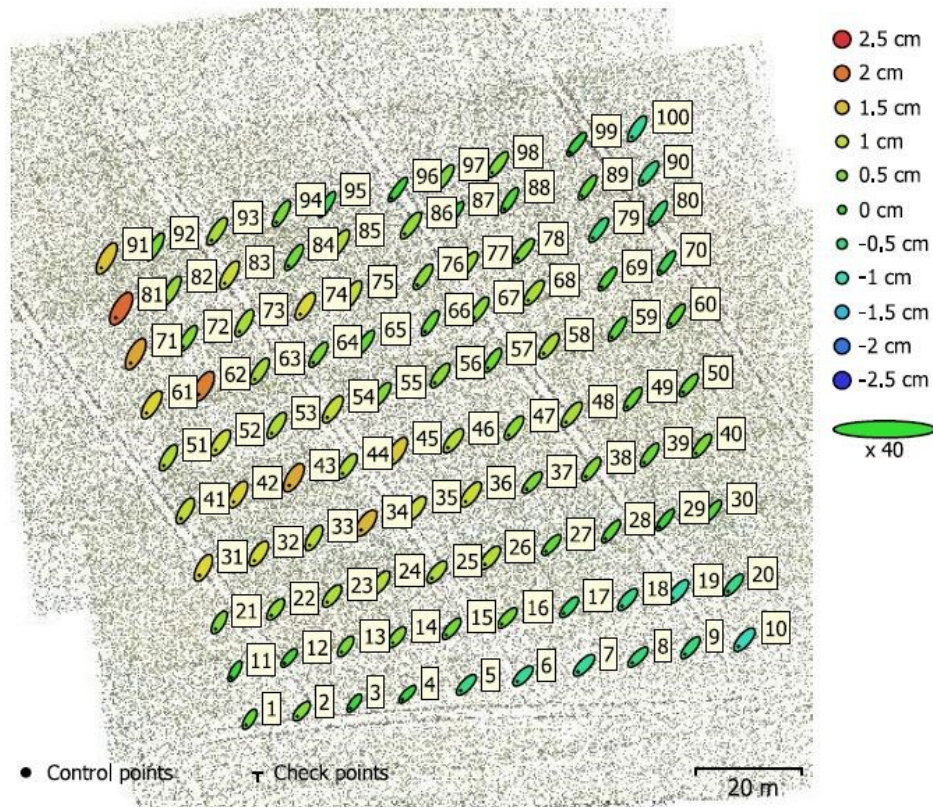 2.5 cm
2 cm
1.5 cm
1 cm
0.5 cm
0 cm
-0.5 cm
-1 cm
-1.5 cm
-2 cm
-2.5 cm
x 40
91 92 93 94 95 96 97 98 99 100
81 82 83 84 85 86 87 88 89 90
71 72 73 74 75 76 77 78 79 80
61 62 63 64 65 66 67 68 69 70
51 52 53 54 55 56 57 58 59 60
41 42 43 44 45 46 47 48 49 50
31 32 33 34 35 36 37 38 39 40
21 22 23 24 25 26 27 28 29 30
11 12 13 14 15 16 17 18 19 20
1 2 3 4 5 6 7 8 9 10
Control points
Check points
20 m